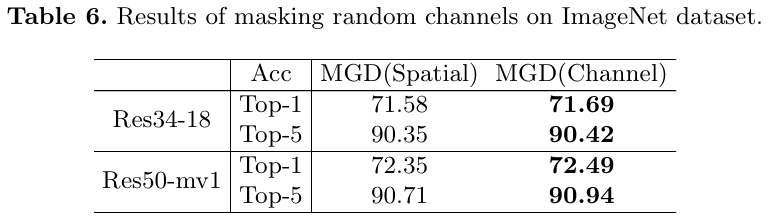 Table 6. Results of masking random channels on ImageNet dataset.
Acc MGD(Spatial) MGD(Channel)
Res34-18 Top-1 71.58 71.69
Top-5 90.35 90.42
Res50-mv1 Top-1 72.35 72.49
Top-5 90.71 90.94